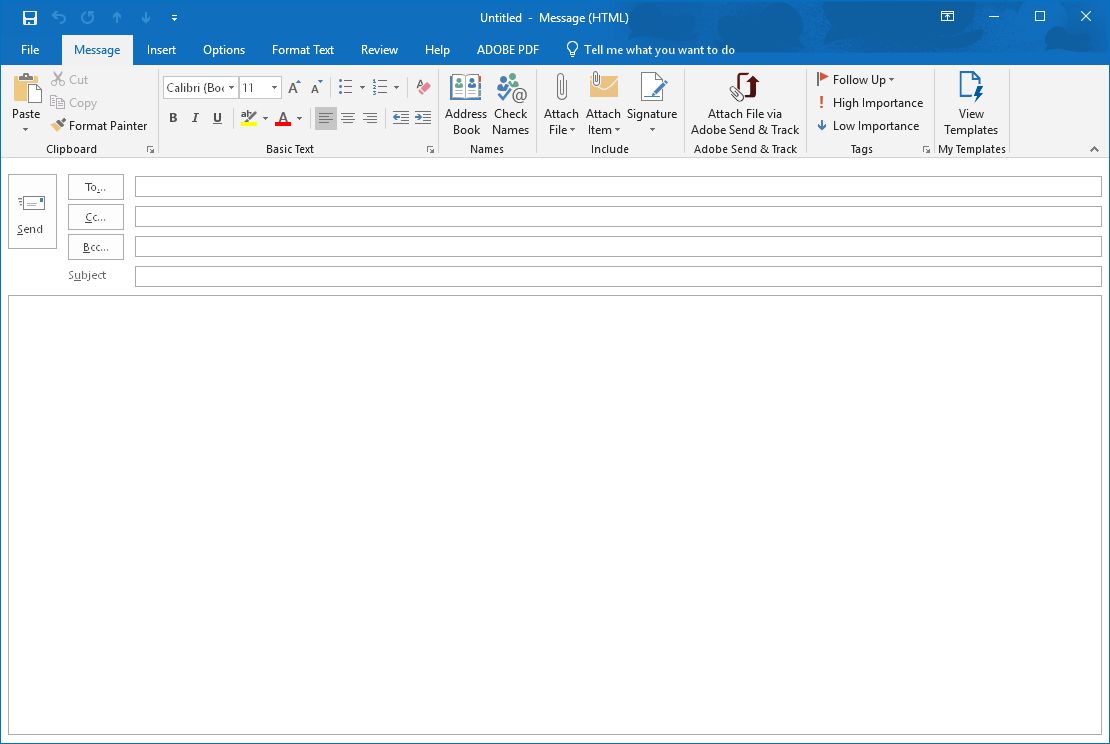 Untitled - Message (HTML)
File Message Insert Options Format Text Review Help ADOBE PDF Tell me what you want to do
Paste
Cut
Copy
Format Painter
Clipboard
Calibri (Boc 11
B I U
Basic Text
Address Book
Check Names
Names
Attach File
Attach Item
Signature
Include
Attach File via
Adobe Send & Track
Adobe Send & Track
Follow Up
High Importance
Low Importance
Tags
View
Templates
My Templates
Send
To...
Cc...
Bcc...
Subject